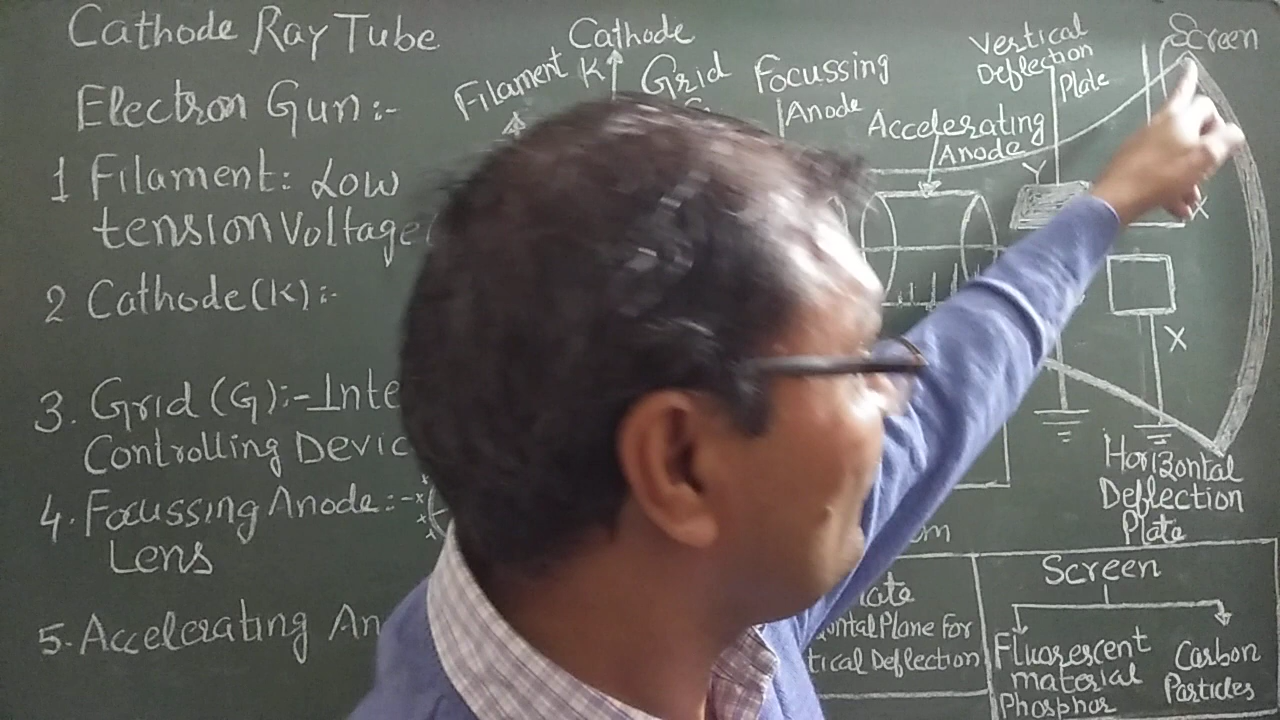 Cathode Ray Tube
Electron Gun:-
1 Filament: Low
tension Voltage
2 Cathode(K):-
3. Grid (G):-Inte
Controlling Devic
4. Focussing Anode:-
Lens
5. Accelerating An
Filament
Cathode
K
Grid
Focussing
Anode
Accelerating
Anode
Vertical
Deflection
Plate
Screen
Y
X
X
Horizontal
Deflection
Plate
Plane For
Deflection
Screen
Fluorescent
material
Phosphor
Carbon
Particles